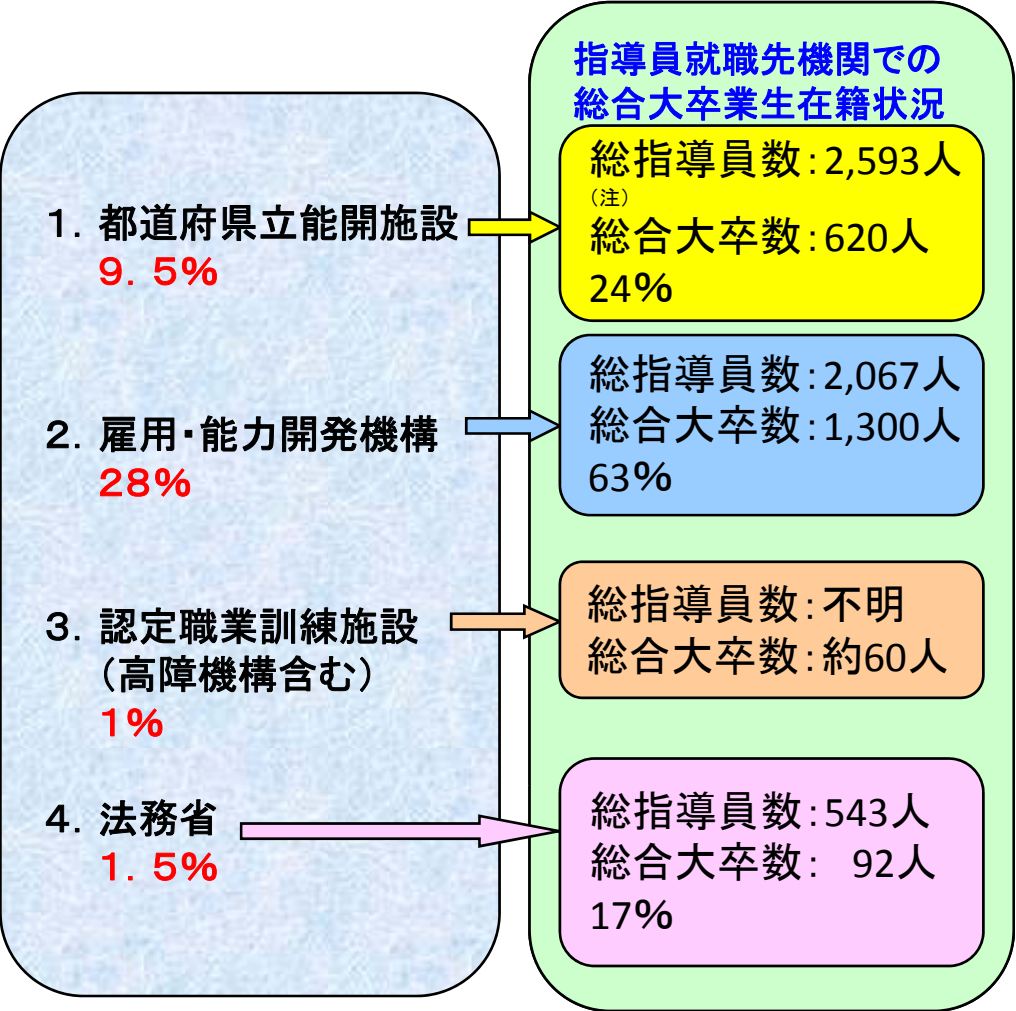 指導員就職先機関での
総合大卒業生在籍状況
1．都道府県立能開施設
9．5%
総指導員数：2,593人
（注）
総合大卒数：620人
24%
2．雇用・能力開発機構
28%
総指導員数：2,067人
総合大卒数：1,300人
63%
3．認定職業訓練施設
（高障機構含む）
1%
総指導員数：不明
総合大卒数：約60人
4．法務省
1．5%
総指導員数：543人
総合大卒数：　92人
17%